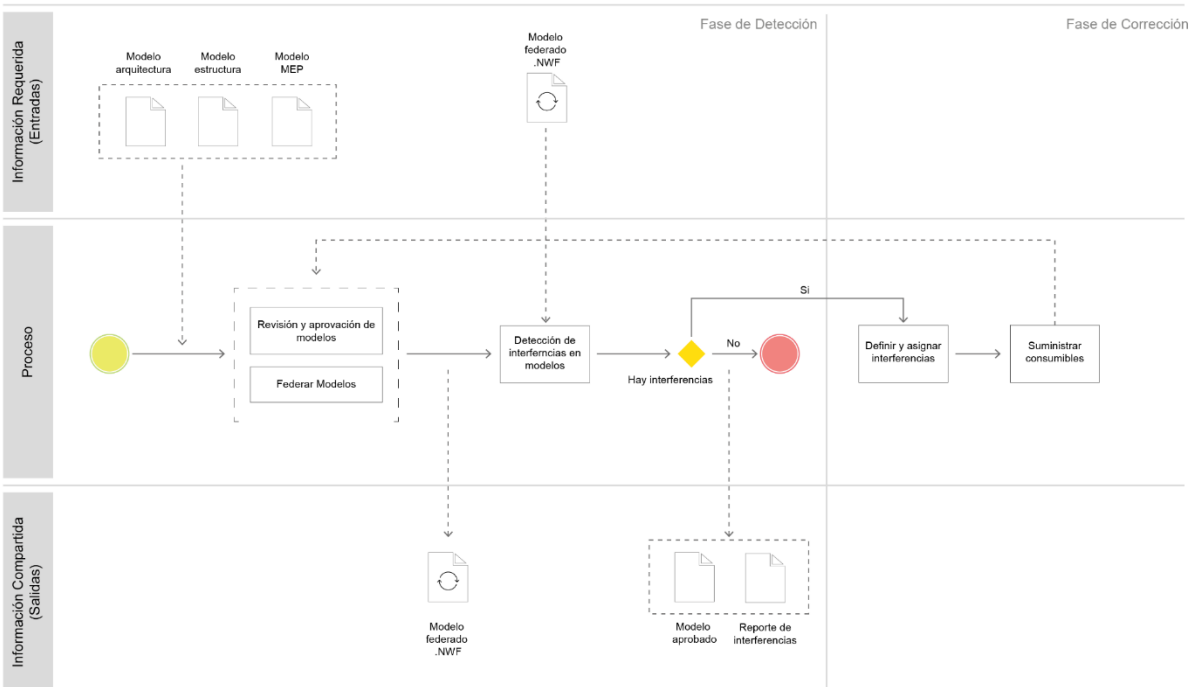 Fase de Detección
Fase de Corrección
Información Requerida
(Entradas)
Modelo
arquitectura
Modelo
estructura
Modelo
MEP
Modelo
federado
.NWF
Proceso
Revisión y aprovación de
modelos
Federar Modelos
Detección de
interferncias en
modelos
Hay interferencias
Si
No
Definir y asignar
interferencias
Suministrar
consumibles
Información Compartida
(Salidas)
Modelo
federado
.NWF
Modelo
aprobado
Reporte de
interferencias